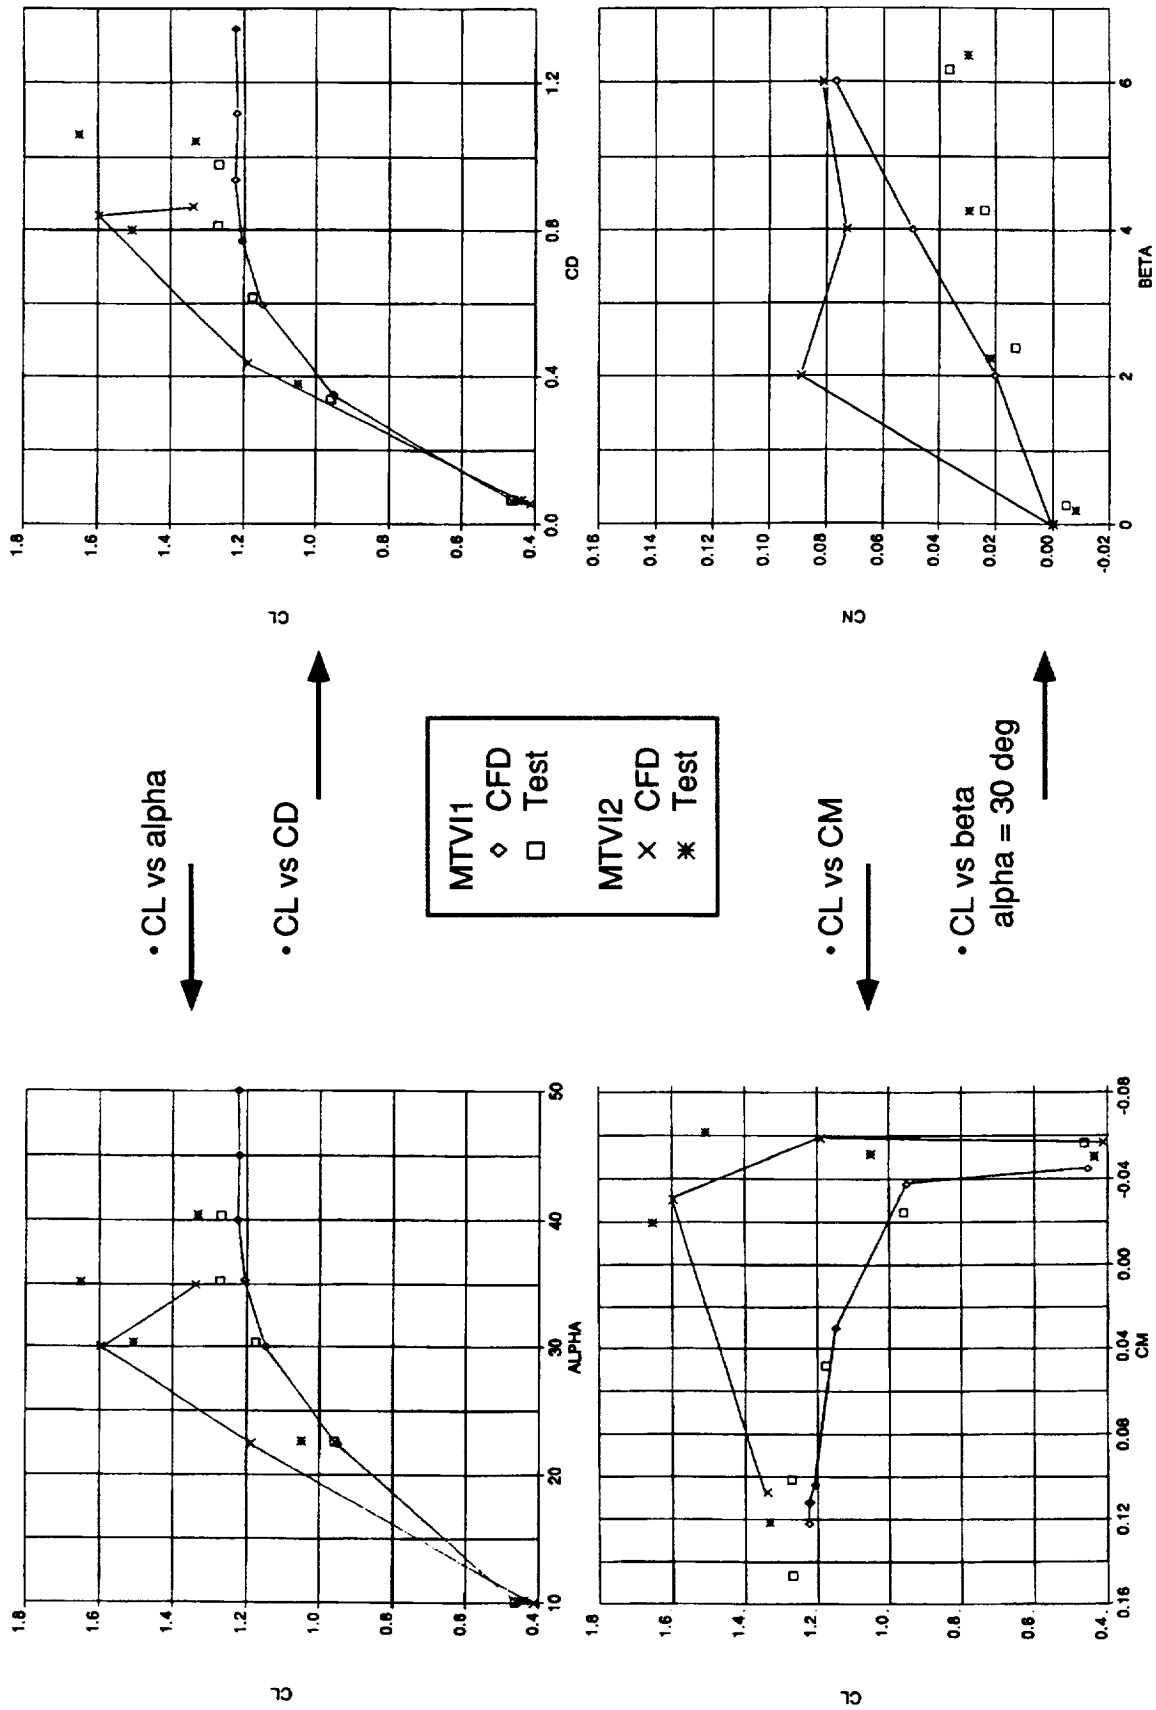 CL
1.8
1.6
1.4
1.2
1.0
0.8
0.6
0.4
10
20
30
40
50
ALPHA
• CL vs alpha
• CL vs CD
CL
1.8
1.6
1.4
1.2
1.0
0.8
0.6
0.4
0.0
0.4
0.8
1.2
CD
MTVI1
CFD
Test
MTVI2
CFD
Test
CL
1.8
1.6
1.4
1.2
1.0
0.8
0.6
0.4
0.16
0.12
0.08
0.04
0.00
-0.04
-0.08
CM
• CL vs CM
• CL vs beta
alpha = 30 deg
CN
0.16
0.14
0.12
0.10
0.08
0.06
0.04
0.02
0.00
-0.02
0
2
4
6
BETA